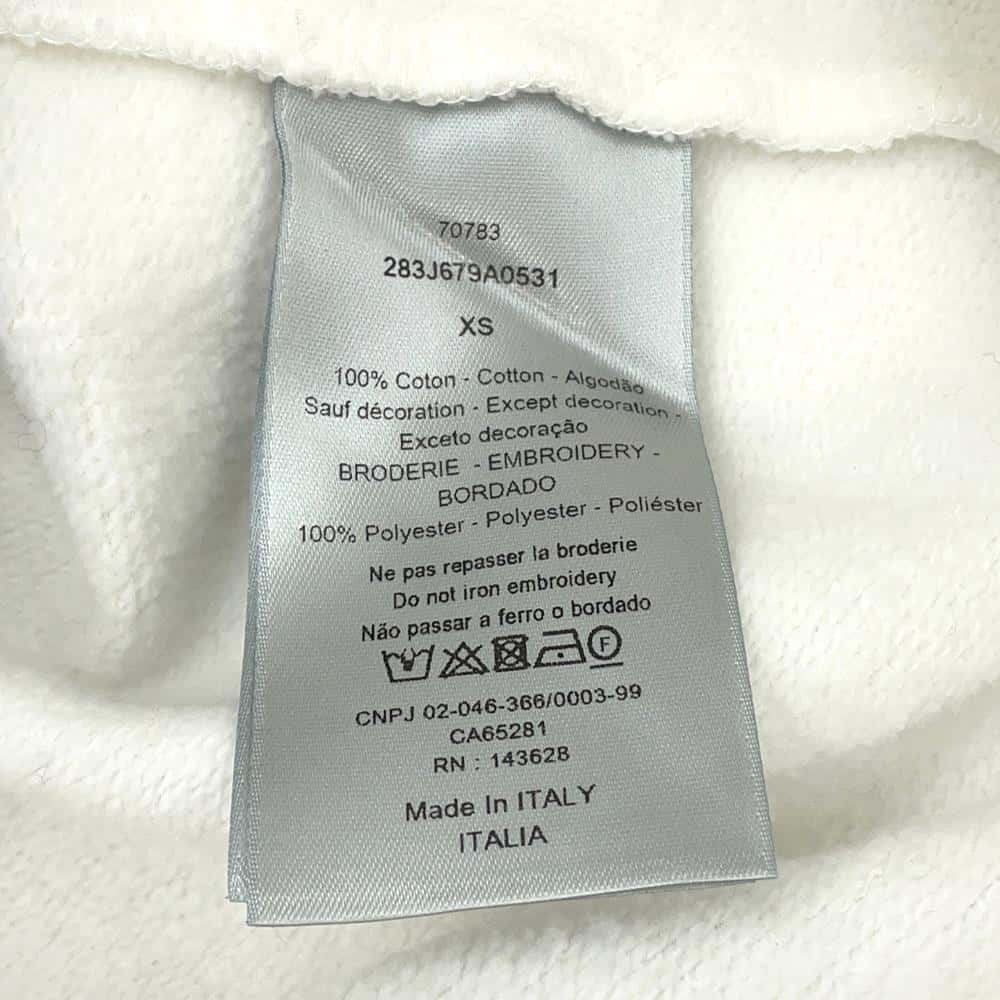 70783
283J679A0531
XS
100% Coton - Cotton - Algodão
Sauf décoration - Except decoration -
Exceto decoração
BRODERIE - EMBROIDERY -
BORDADO
100% Polyester - Polyester - Poliéster
Ne pas repasser la broderie
Do not iron embroidery
Não passar a ferro o bordado
F
CNPJ 02-046-366/0003-99
CA65281
RN : 143628
Made In ITALY
ITALIA